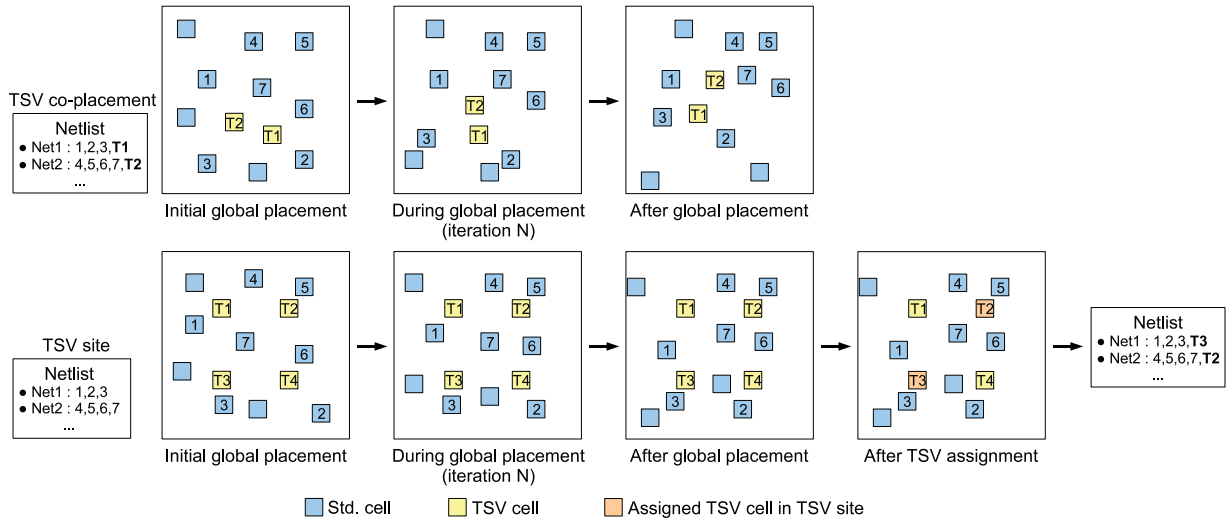 4 5
1 7
6
T2 T1
3 2
Initial global placement
4 5
1 7
T2 6
3 T1
2
During global placement
(iteration N)
4 5
1 T2 7
6
3 T1
2
After global placement
TSV co-placement
Netlist
● Net1 : 1,2,3,T1
● Net2 : 4,5,6,7,T2
...
4 5
T1 T2
1 7
6
T3 T4
3 2
Initial global placement
4 5
T1 T2
1 7 6
T3 T4
3 2
During global placement
(iteration N)
4 5
T1 T2
7 6
1
T3 T4
3 2
After global placement
4 5
T1 T2
7 6
1
T3 T4
3 2
After TSV assignment
TSV site
Netlist
● Net1 : 1,2,3
● Net2 : 4,5,6,7
...
Netlist
● Net1 : 1,2,3,T3
● Net2 : 4,5,6,7,T2
...
Std. cell
TSV cell
Assigned TSV cell in TSV site